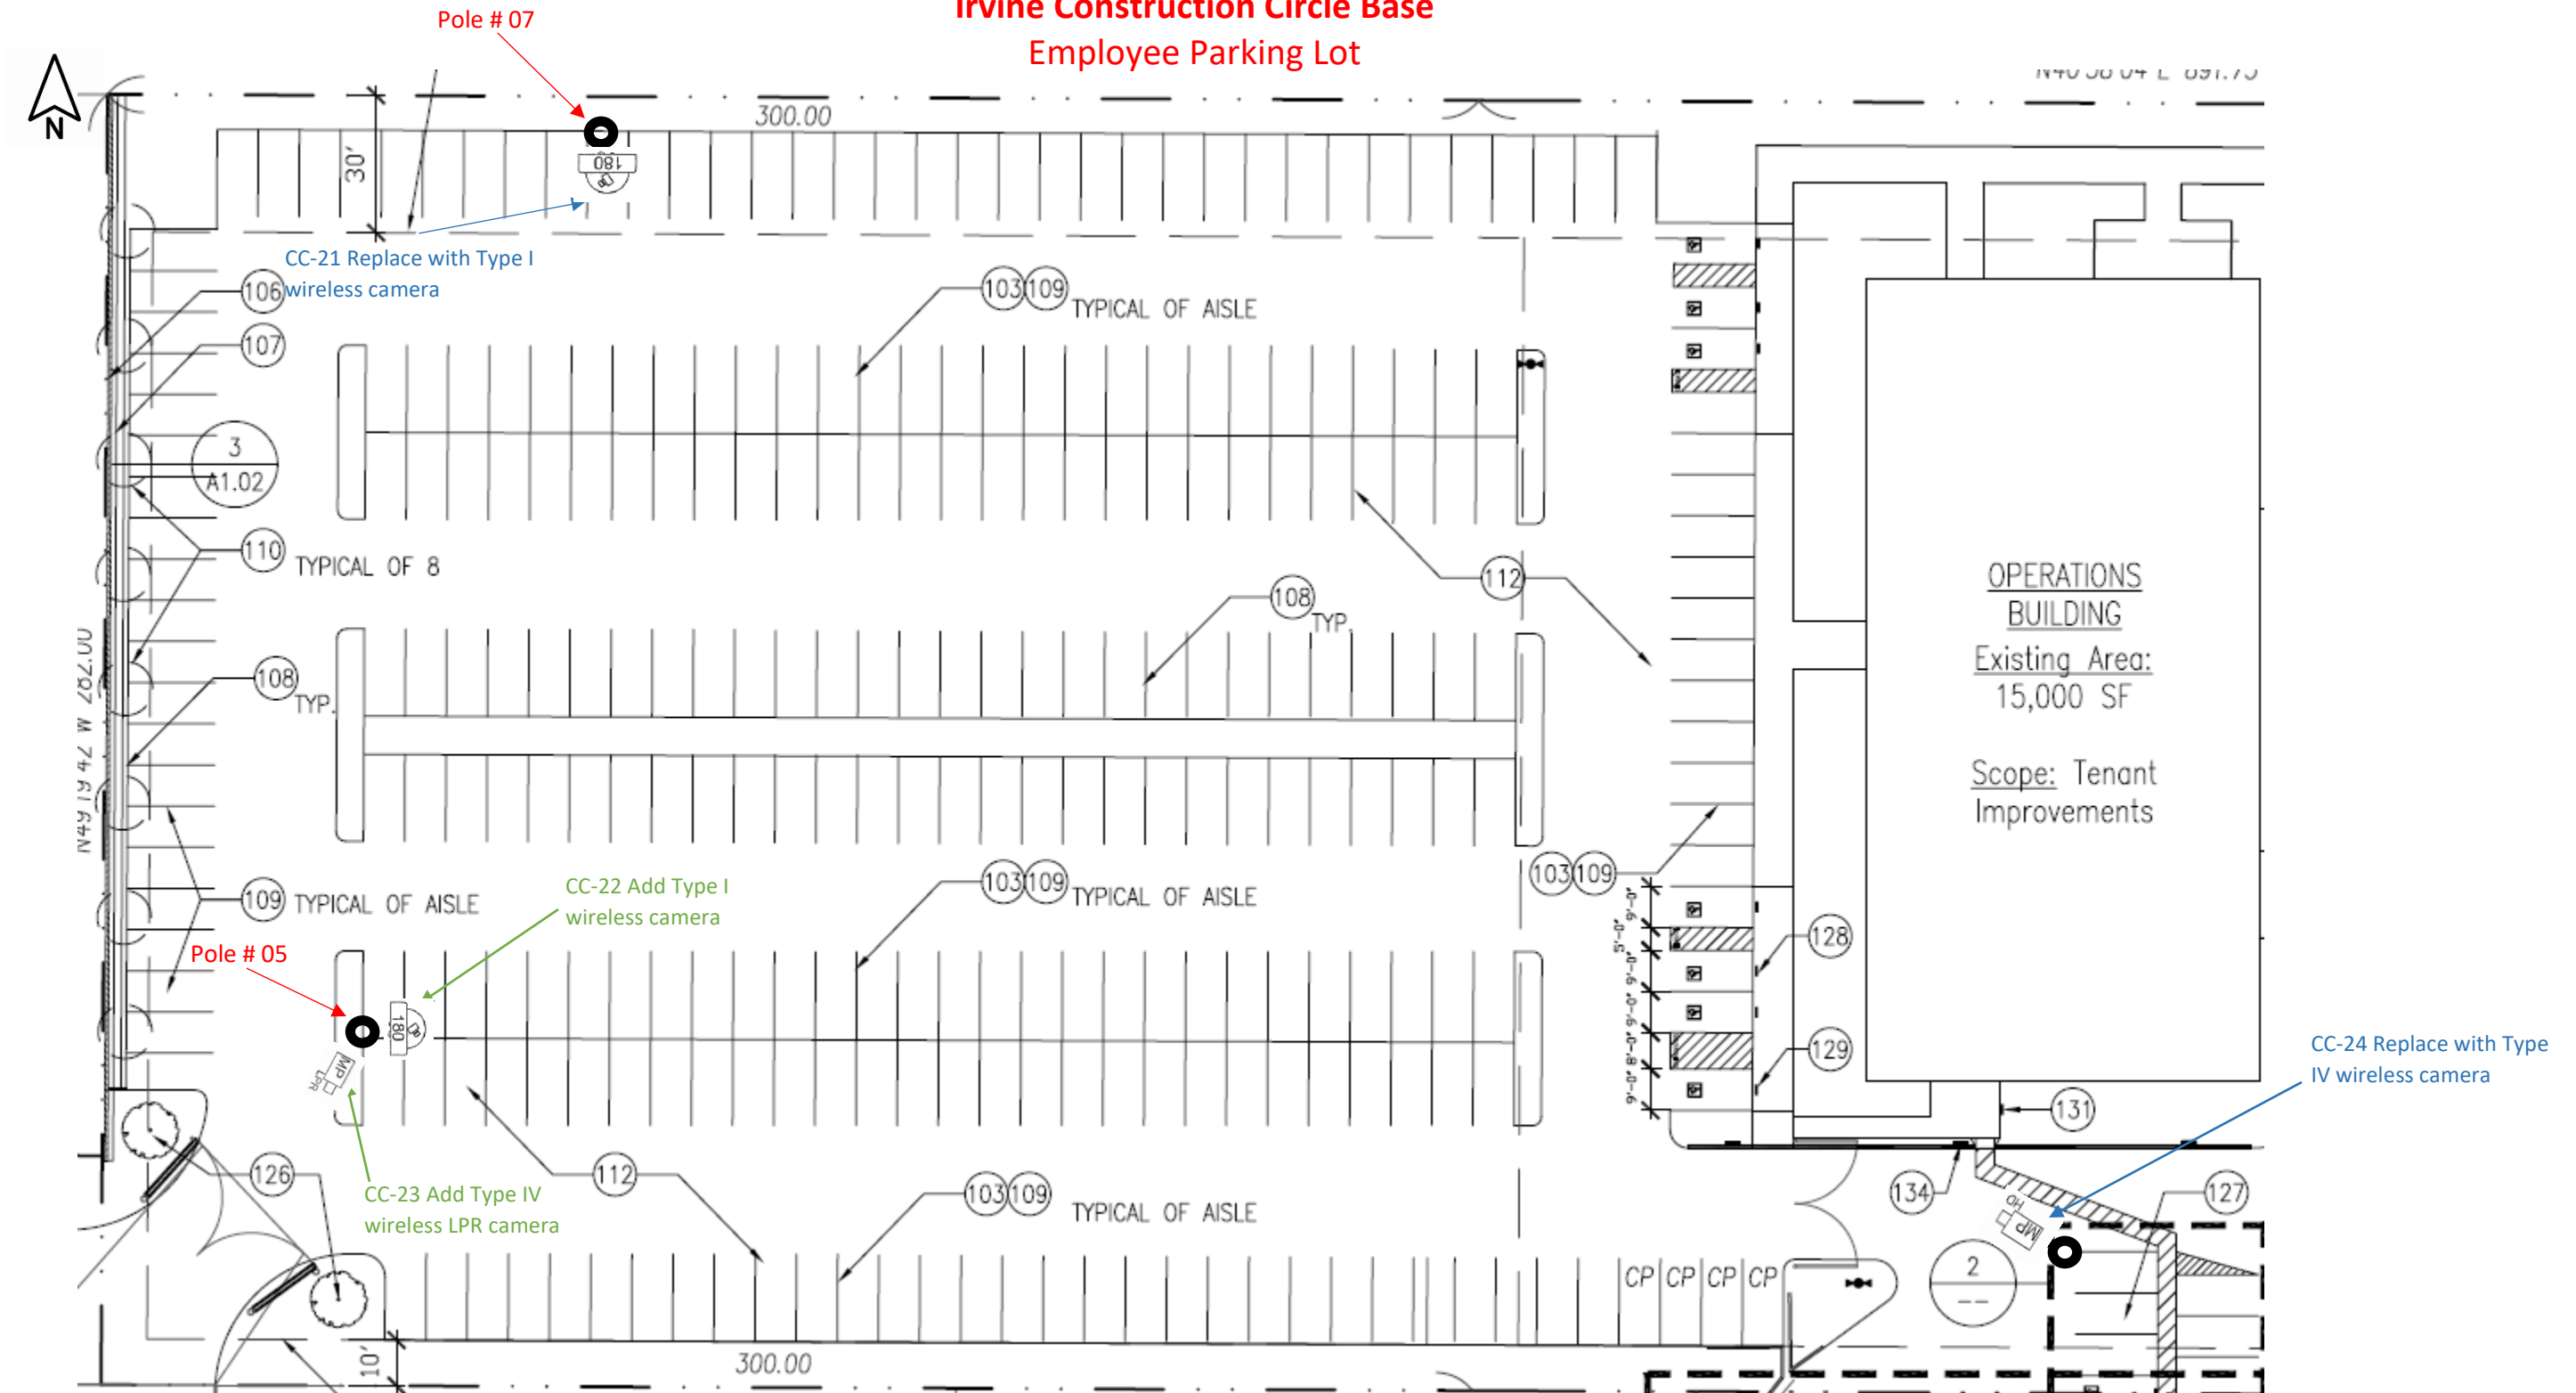 Irvine Construction Circle Base
Employee Parking Lot
Pole # 07
N
300.00
30'
180
CC-21 Replace with Type I
wireless camera
106
107
103 109 TYPICAL OF AISLE
3
A1.02
110 TYPICAL OF 8
112
108 TYP.
108 TYP.
OPERATIONS
BUILDING
Existing Area:
15,000 SF
Scope: Tenant
Improvements
103 109
CC-22 Add Type I
wireless camera
103 109 TYPICAL OF AISLE
109 TYPICAL OF AISLE
Pole # 05
180
MP
LPR
128
129
131
CC-24 Replace with Type
IV wireless camera
126
CC-23 Add Type IV
wireless LPR camera
112
103 109 TYPICAL OF AISLE
134
127
HD
MP
CP CP CP CP
2
--
10'
300.00